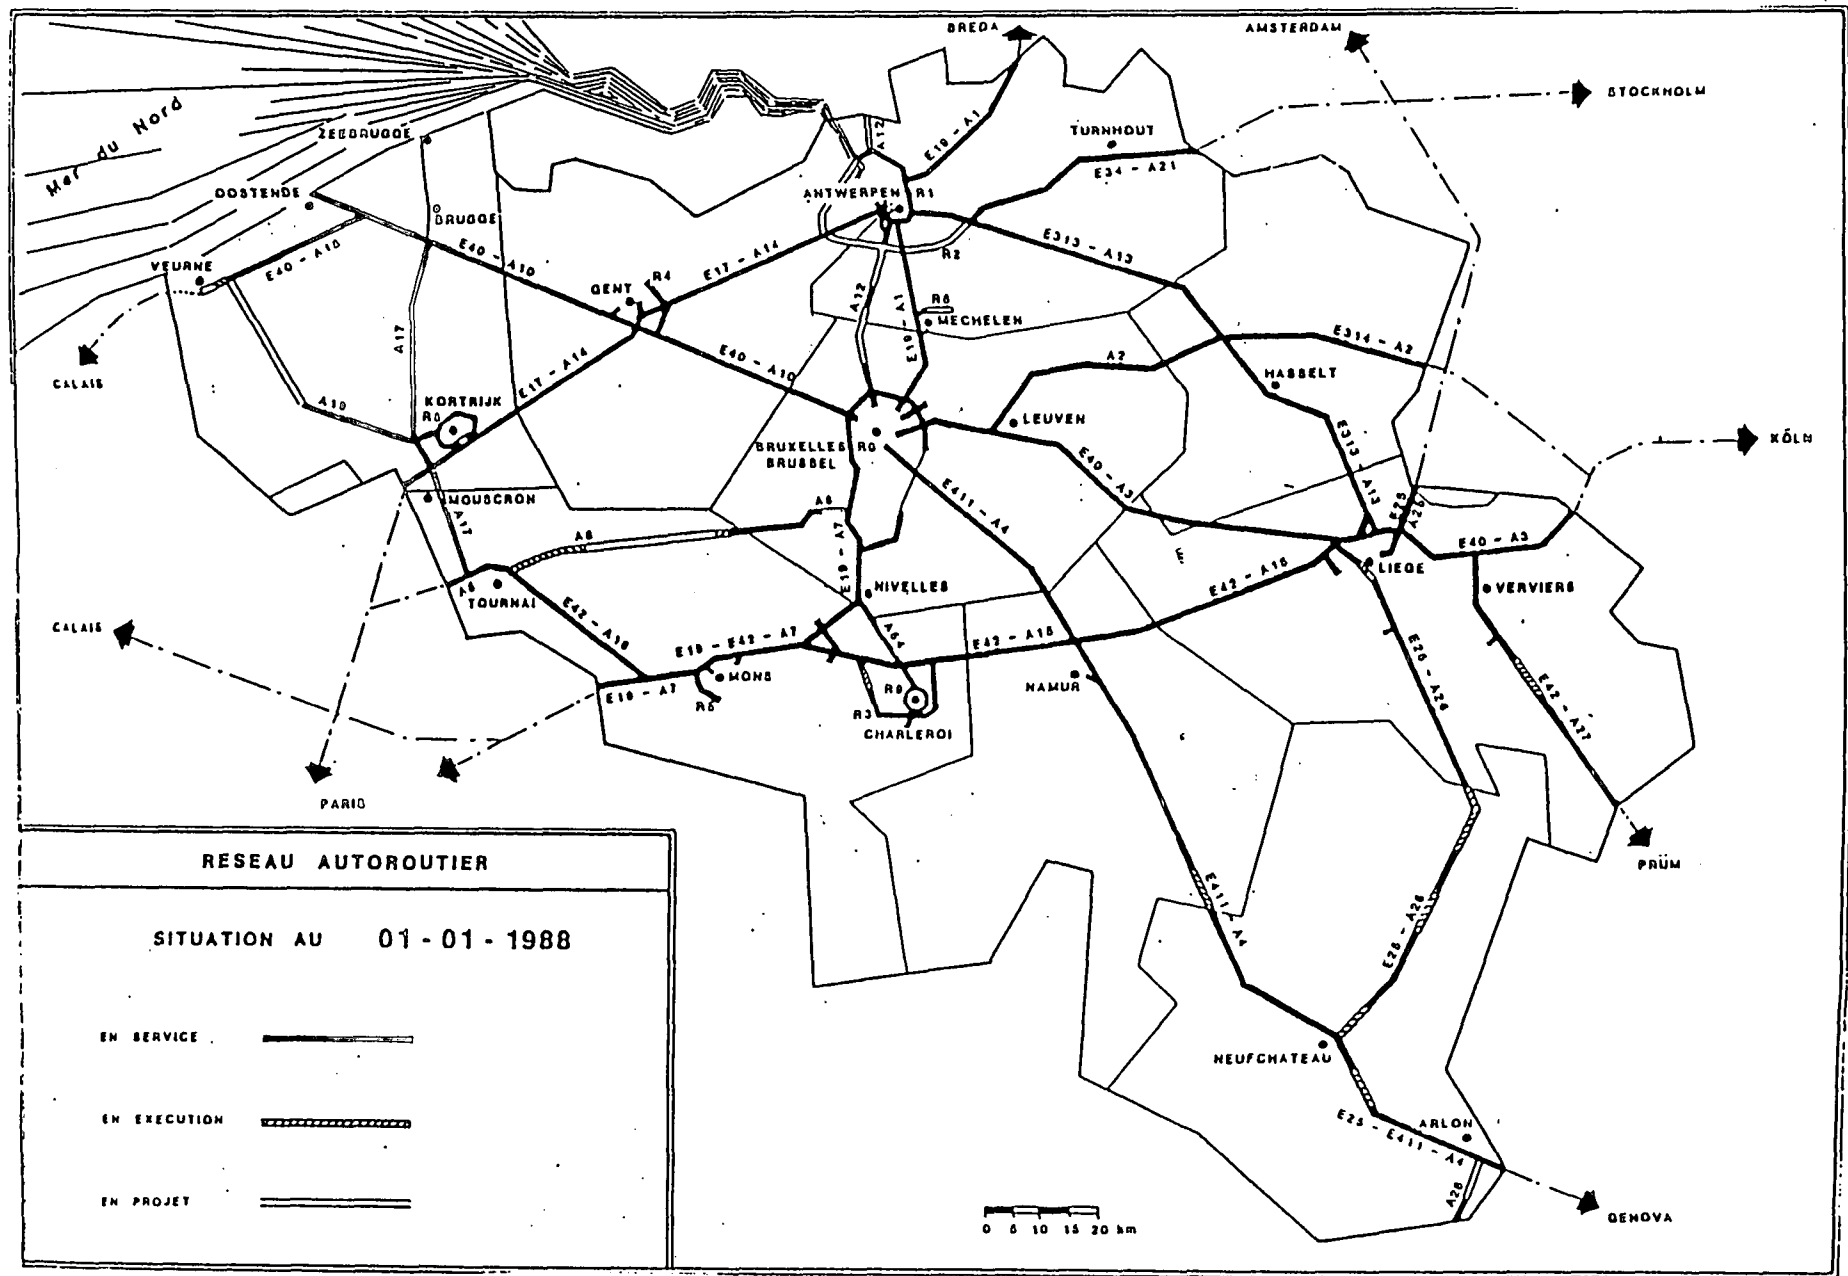 BREDA
AMSTERDAM
STOCKHOLM
Mer du Nord
ZEEBRUGGE
A12
E19 - A1
TURNHOUT
E34 - A21
OOSTENDE
ANTWERPEN
R1
BRUGGE
E40 - A18
E40 - A10
E17 - A14
R2
E313 - A13
VEURNE
R4
GENT
A12
E19 - A1
R6
MECHELEN
A17
E40 - A10
E314 - A2
CALAIS
E17 - A14
A2
HASSELT
A19
KORTRIJK
R8
LEUVEN
BRUXELLES
BRUSSEL
R0
E313 - A13
KÖLN
E40 - A3
E411 - A4
MOUSCRON
A17
A8
A8
E25
A25
E40 - A3
E19 - A7
LIEGE
E42 - A15
VERVIERS
A8
TOURNAI
NIVELLES
CALAIS
E42 - A16
A54
E19 - E42 - A7
E42 - A15
E25 - A26
MONS
NAMUR
E42 - A27
E19 - A7
R5
R9
R3
CHARLEROI
PARIS
PRÜM
E411 - A4
E25 - A26
NEUFCHATEAU
E25 - E411 - A4
ARLON
A28
GENOVA
RESEAU AUTOROUTIER
SITUATION AU 01-01-1988
EN SERVICE
EN EXECUTION
EN PROJET
0 5 10 15 20 km